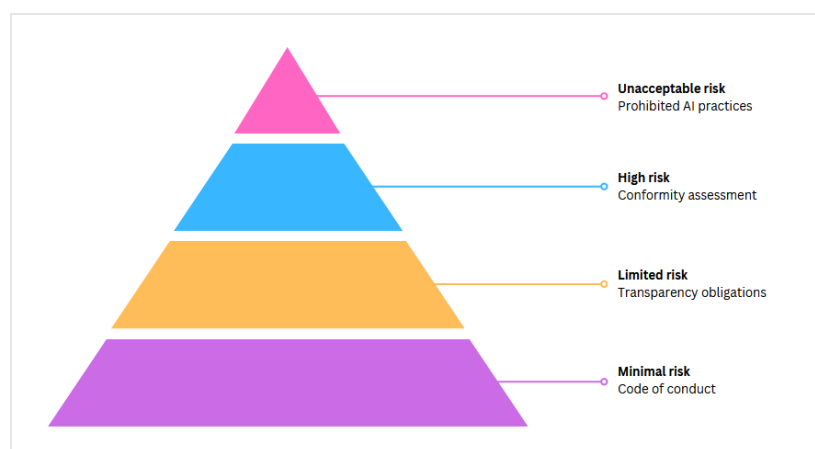 Unacceptable risk
Prohibited AI practices
High risk
Conformity assessment
Limited risk
Transparency obligations
Minimal risk
Code of conduct